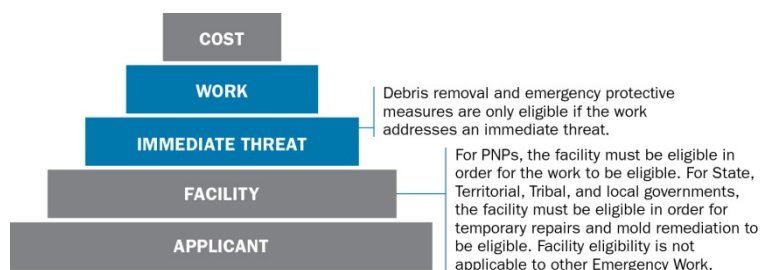 COST
WORK
Debris removal and emergency protective
measures are only eligible if the work
addresses an immediate threat.
IMMEDIATE THREAT
For PNPs, the facility must be eligible in
order for the work to be eligible. For State,
Territorial, Tribal, and local governments,
the facility must be eligible in order for
temporary repairs and mold remediation to
be eligible. Facility eligibility is not
applicable to other Emergency Work.
FACILITY
APPLICANT